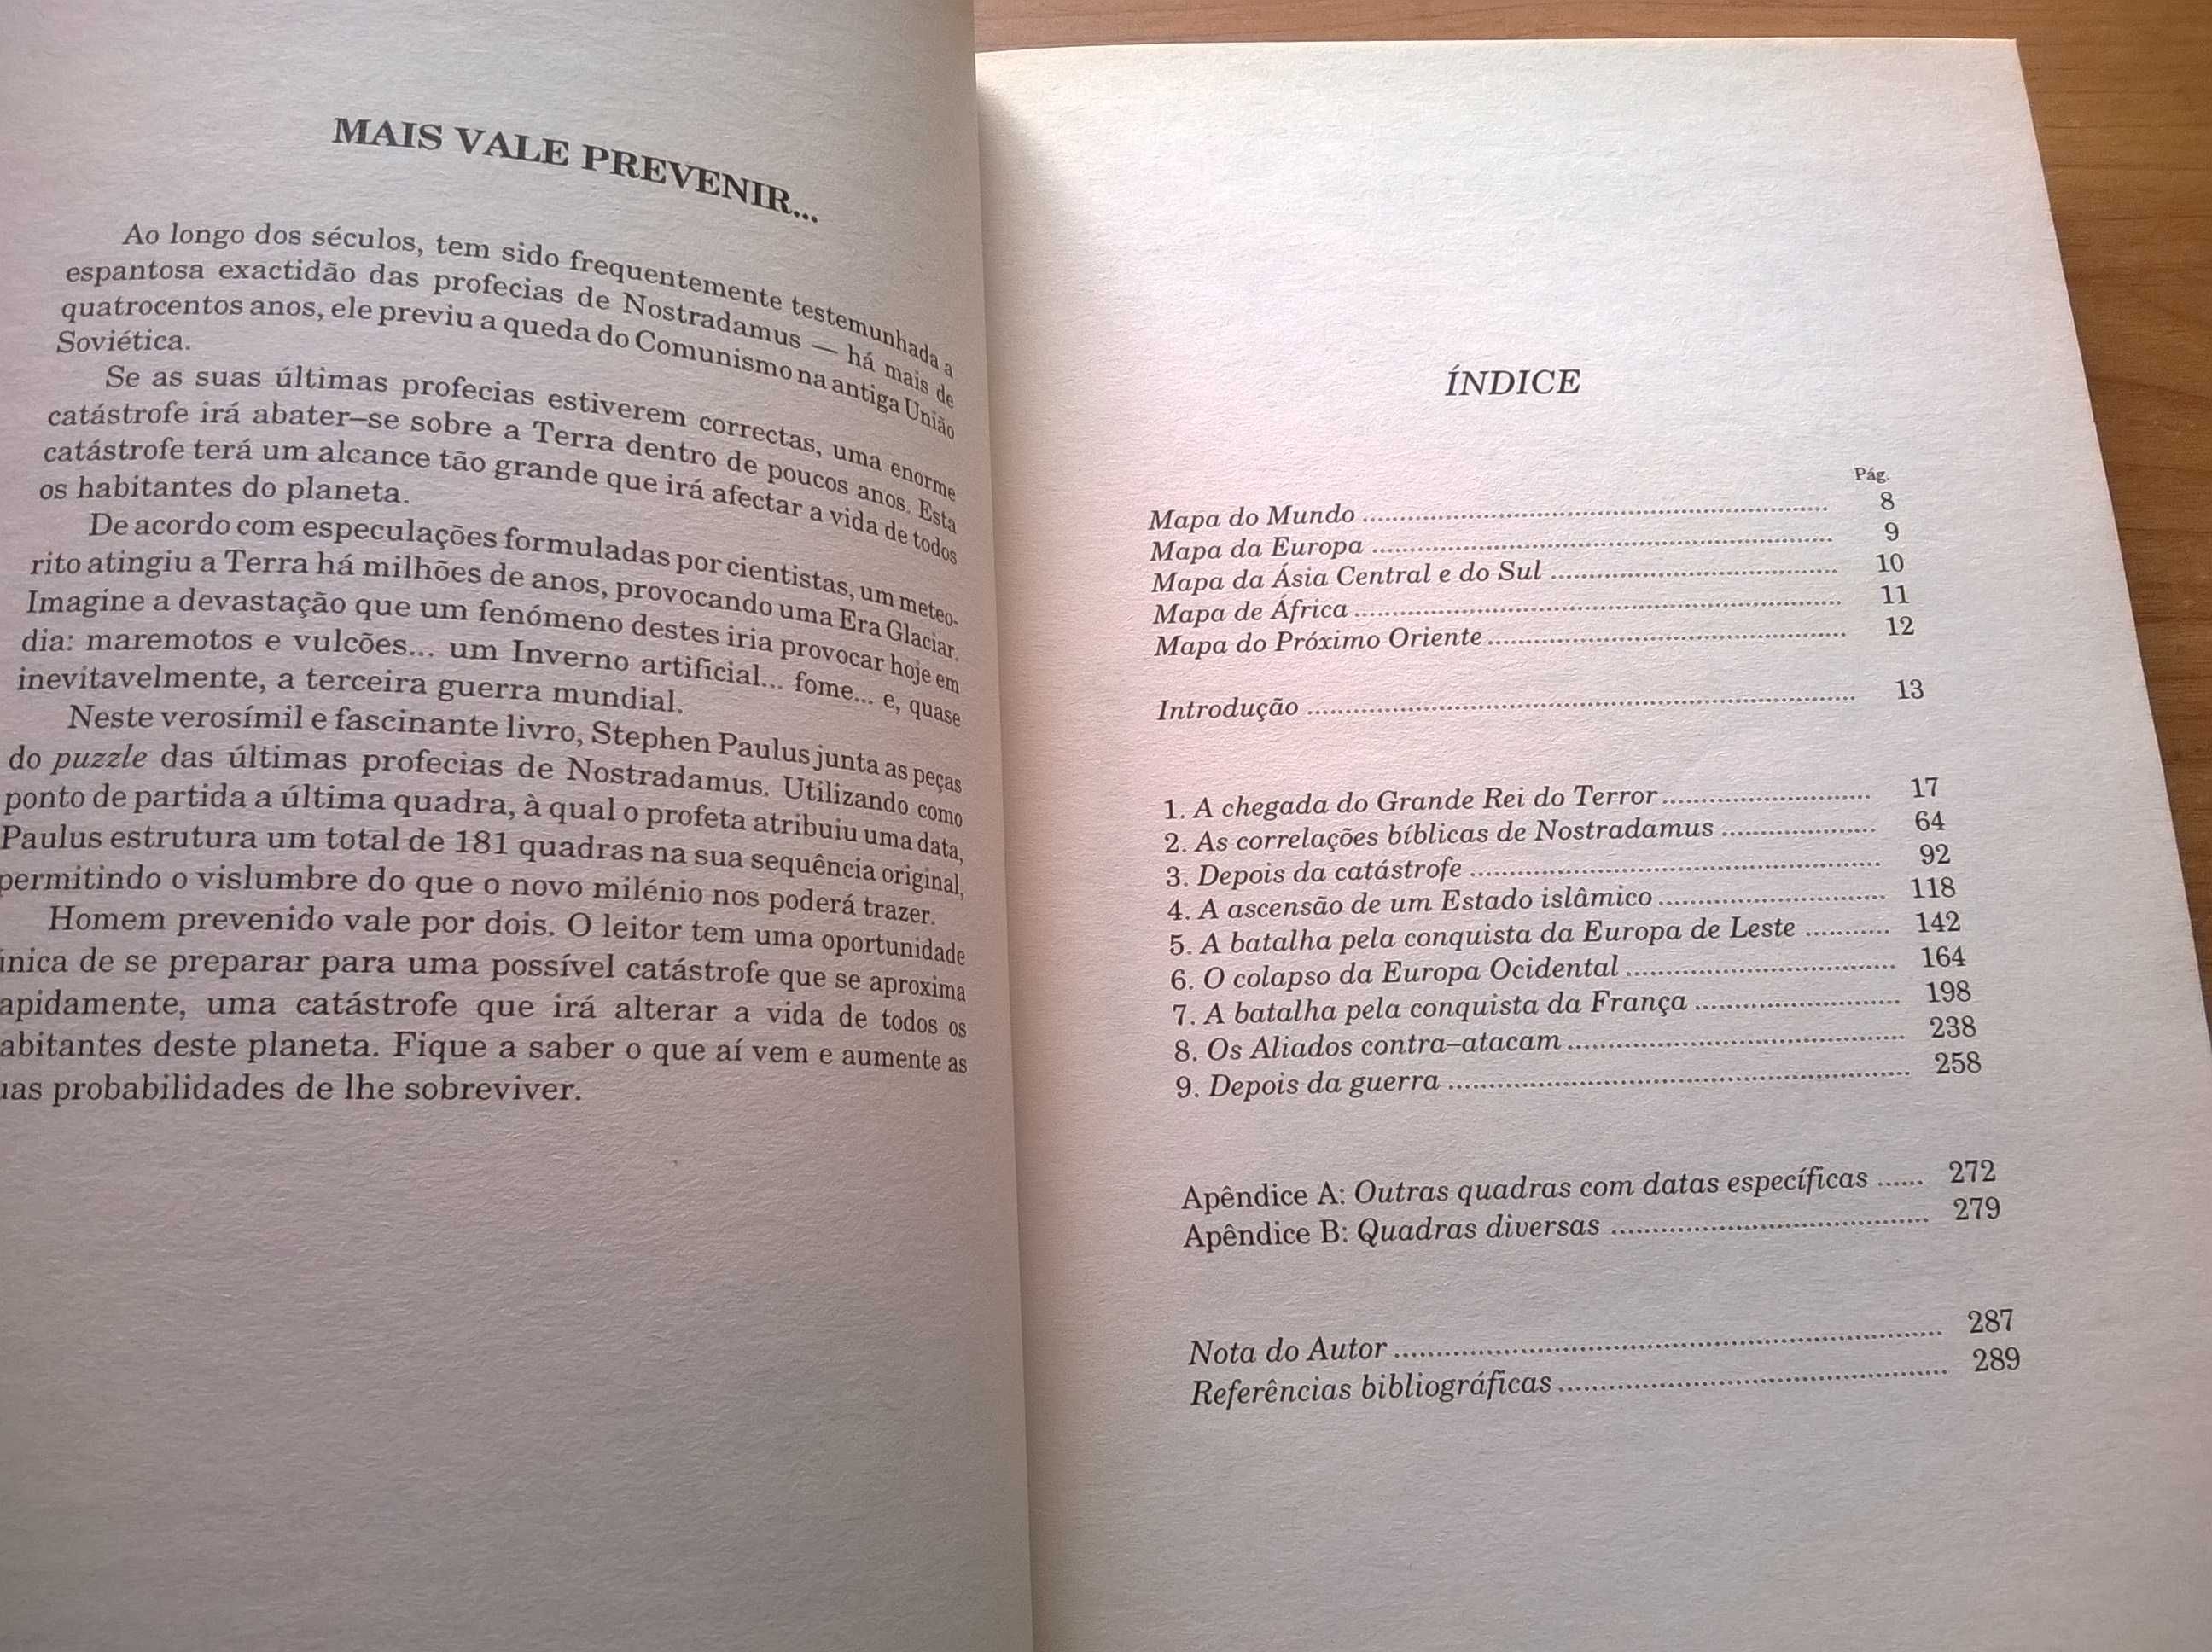 MAIS VALE PREVENIR...
Ao longo dos séculos, tem sido frequentemente testemunhada a
espantosa exactidão das profecias de Nostradamus — há mais de
quatrocentos anos, ele previu a queda do Comunismo na antiga União
Soviética.
Se as suas últimas profecias estiverem correctas, uma enorme
catástrofe irá abater–se sobre a Terra dentro de poucos anos. Esta
catástrofe terá um alcance tão grande que irá afectar a vida de todos
os habitantes do planeta.
De acordo com especulações formuladas por cientistas, um meteo-
rito atingiu a Terra há milhões de anos, provocando uma Era Glaciar.
Imagine a devastação que um fenómeno destes iria provocar hoje em
dia: maremotos e vulcões... um Inverno artificial... fome... e, quase
inevitavelmente, a terceira guerra mundial.
Neste verosímil e fascinante livro, Stephen Paulus junta as peças
do puzzle das últimas profecias de Nostradamus. Utilizando como
ponto de partida a última quadra, à qual o profeta atribuiu uma data,
Paulus estrutura um total de 181 quadras na sua sequência original,
permitindo o vislumbre do que o novo milénio nos poderá trazer.
Homem prevenido vale por dois. O leitor tem uma oportunidade
única de se preparar para uma possível catástrofe que se aproxima
apidamente, uma catástrofe que irá alterar a vida de todos os
abitantes deste planeta. Fique a saber o que aí vem e aumente as
uas probabilidades de lhe sobreviver.
ÍNDICE
Pág.
Mapa do Mundo ........ 8
Mapa da Europa ........ 9
Mapa da Ásia Central e do Sul ........ 10
Mapa de África ........ 11
Mapa do Próximo Oriente ........ 12
Introdução ........ 13
1. A chegada do Grande Rei do Terror ........ 17
2. As correlações bíblicas de Nostradamus ........ 64
3. Depois da catástrofe ........ 92
4. A ascensão de um Estado islâmico ........ 118
5. A batalha pela conquista da Europa de Leste ........ 142
6. O colapso da Europa Ocidental ........ 164
7. A batalha pela conquista da França ........ 198
8. Os Aliados contra–atacam ........ 238
9. Depois da guerra ........ 258
Apêndice A: Outras quadras com datas específicas ...... 272
Apêndice B: Quadras diversas ........ 279
Nota do Autor ........ 287
Referências bibliográficas ........ 289